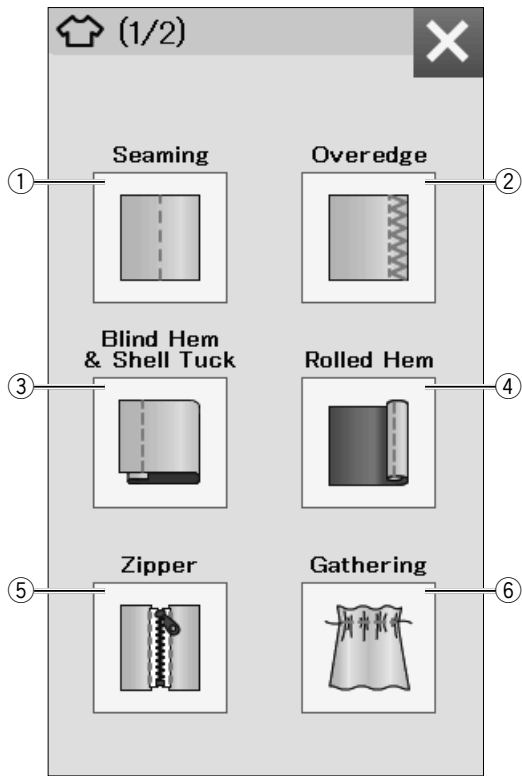 (1/2)
Seaming
Overedge
① ②
Blind Hem
& Shell Tuck
Rolled Hem
③ ④
Zipper
Gathering
⑤ ⑥